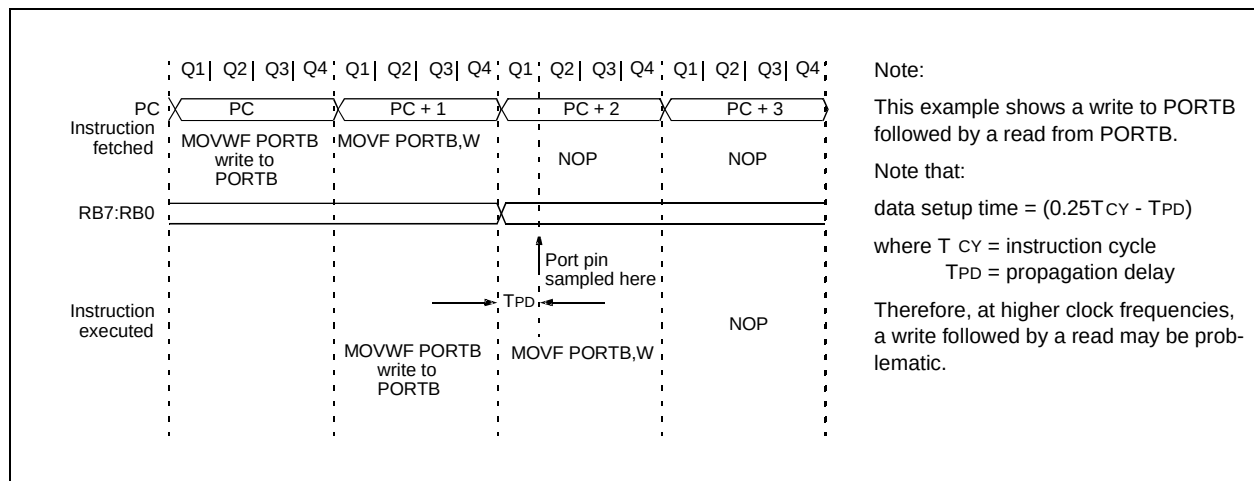 Q1| Q2| Q3| Q4 Q1| Q2| Q3| Q4 Q1| Q2| Q3| Q4 Q1| Q2| Q3| Q4
PC PC PC + 1 PC + 2 PC + 3
Instruction
fetched
MOVWF PORTB
write to
PORTB
MOVF PORTB,W
NOP
NOP
RB7:RB0
Port pin
sampled here
TPD
Instruction
executed
MOVWF PORTB
write to
PORTB
MOVF PORTB,W
NOP
Note:
This example shows a write to PORTB
followed by a read from PORTB.
Note that:
data setup time = (0.25TCY - TPD)
where T CY = instruction cycle
TPD = propagation delay
Therefore, at higher clock frequencies,
a write followed by a read may be prob-
lematic.